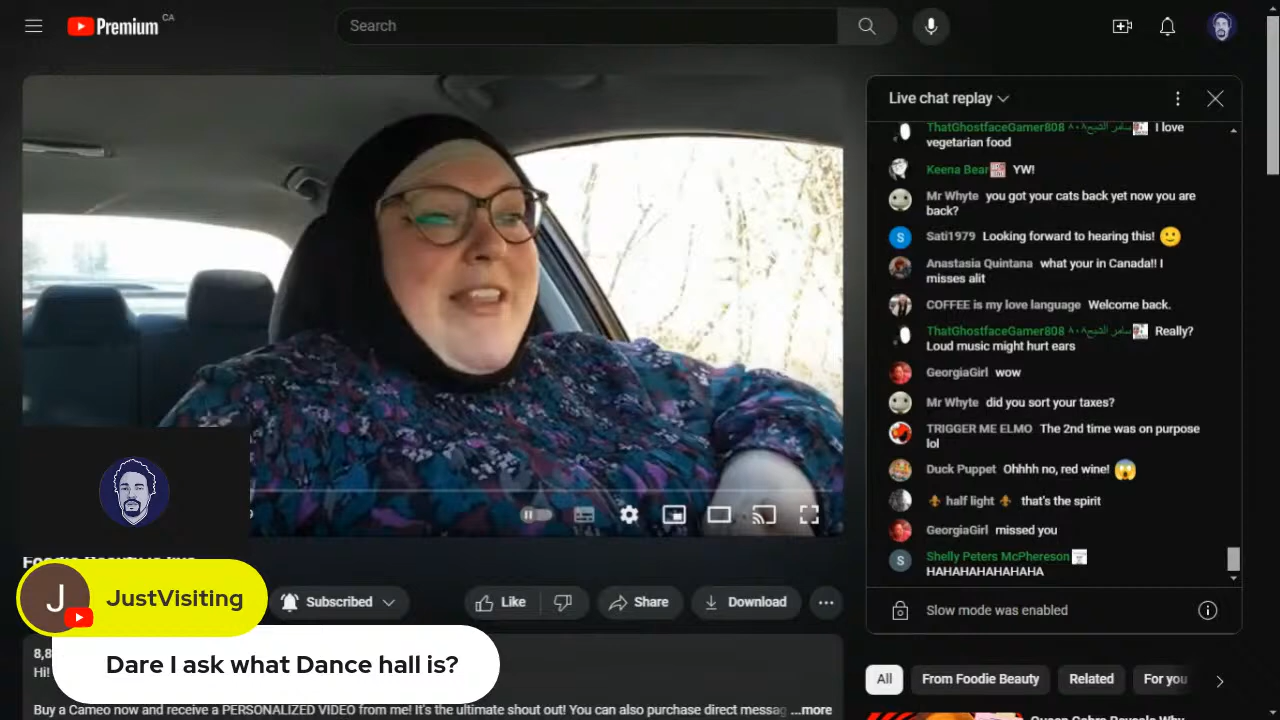 Premium CA
Search
Live chat replay
ThatGhostfaceGamer808 سامر الشيح٨٠٨ I love
vegetarian food
Keena Bear YW!
Mr Whyte you got your cats back yet now you are
back?
S Sati1979 Looking forward to hearing this! 🙂
Anastasia Quintana what your in Canada!! I
misses alit
COFFEE is my love language Welcome back.
ThatGhostfaceGamer808 سامر الشيح٨٠٨ Really?
Loud music might hurt ears
GeorgiaGirl wow
Mr Whyte did you sort your taxes?
TRIGGER ME ELMO The 2nd time was on purpose
lol
Duck Puppet Ohhhh no, red wine! 😱
⚜ half light ⚜ that's the spirit
GeorgiaGirl missed you
S Shelly Peters McPhereson
HAHAHAHAHAHAHA
Slow mode was enabled
J JustVisiting
Dare I ask what Dance hall is?
Subscribed
Like
Share
Download
8,8
Hi!
Buy a Cameo now and receive a PERSONALIZED VIDEO from me! It's the ultimate shout out! You can also purchase direct messag ...more
All
From Foodie Beauty
Related
For you